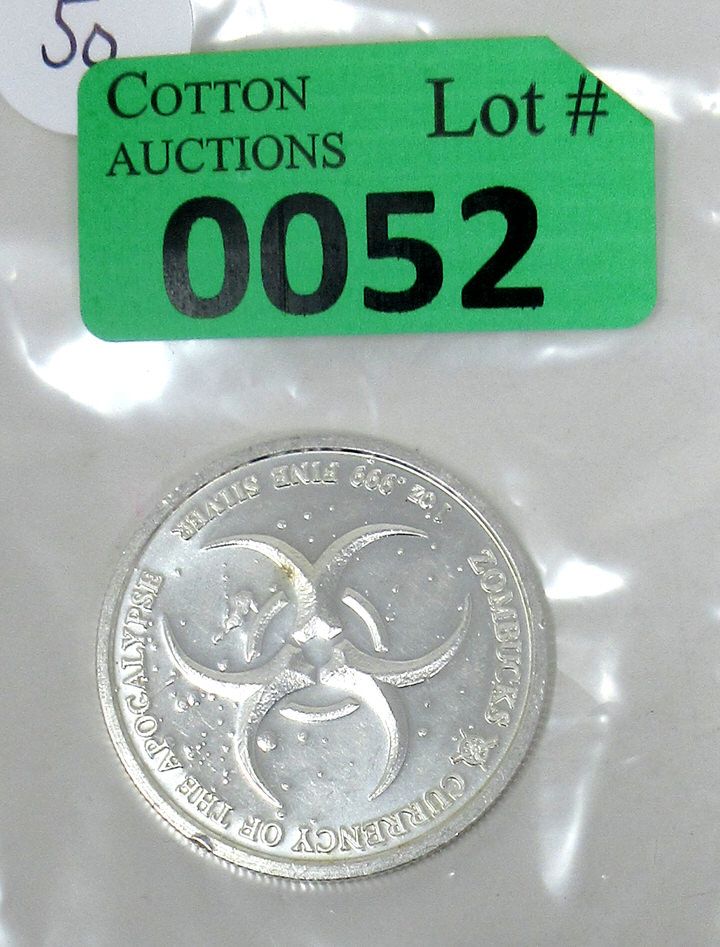 50
COTTON AUCTIONS
Lot #
0052
1 OZ .999 FINE SILVER
ZOMBUCKS
CURRENCY OF THE APOCALYPSE